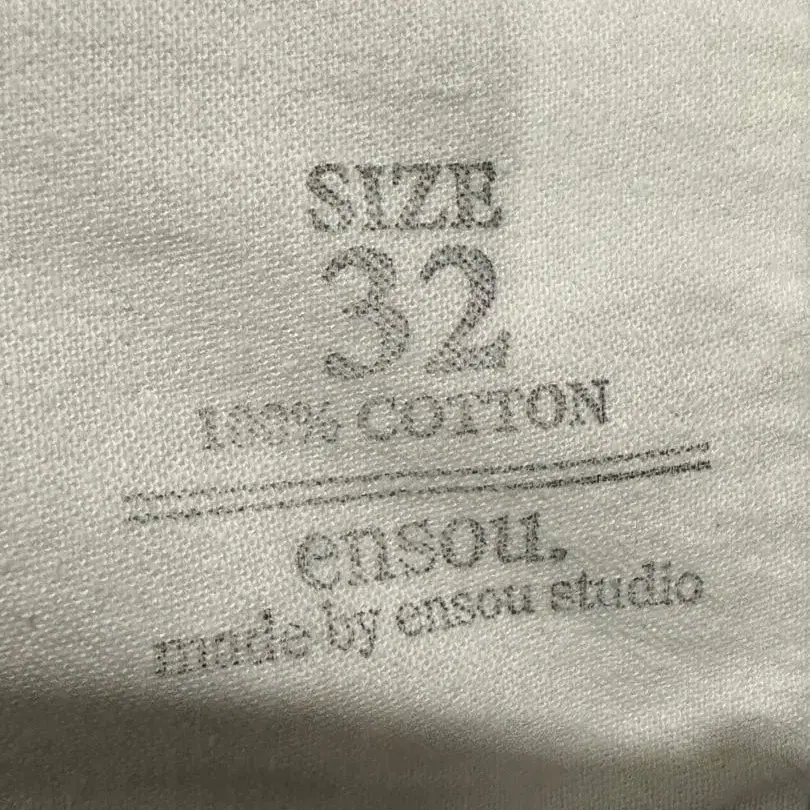 SIZE
32
100% COTTON
ensou.
made by ensou studio